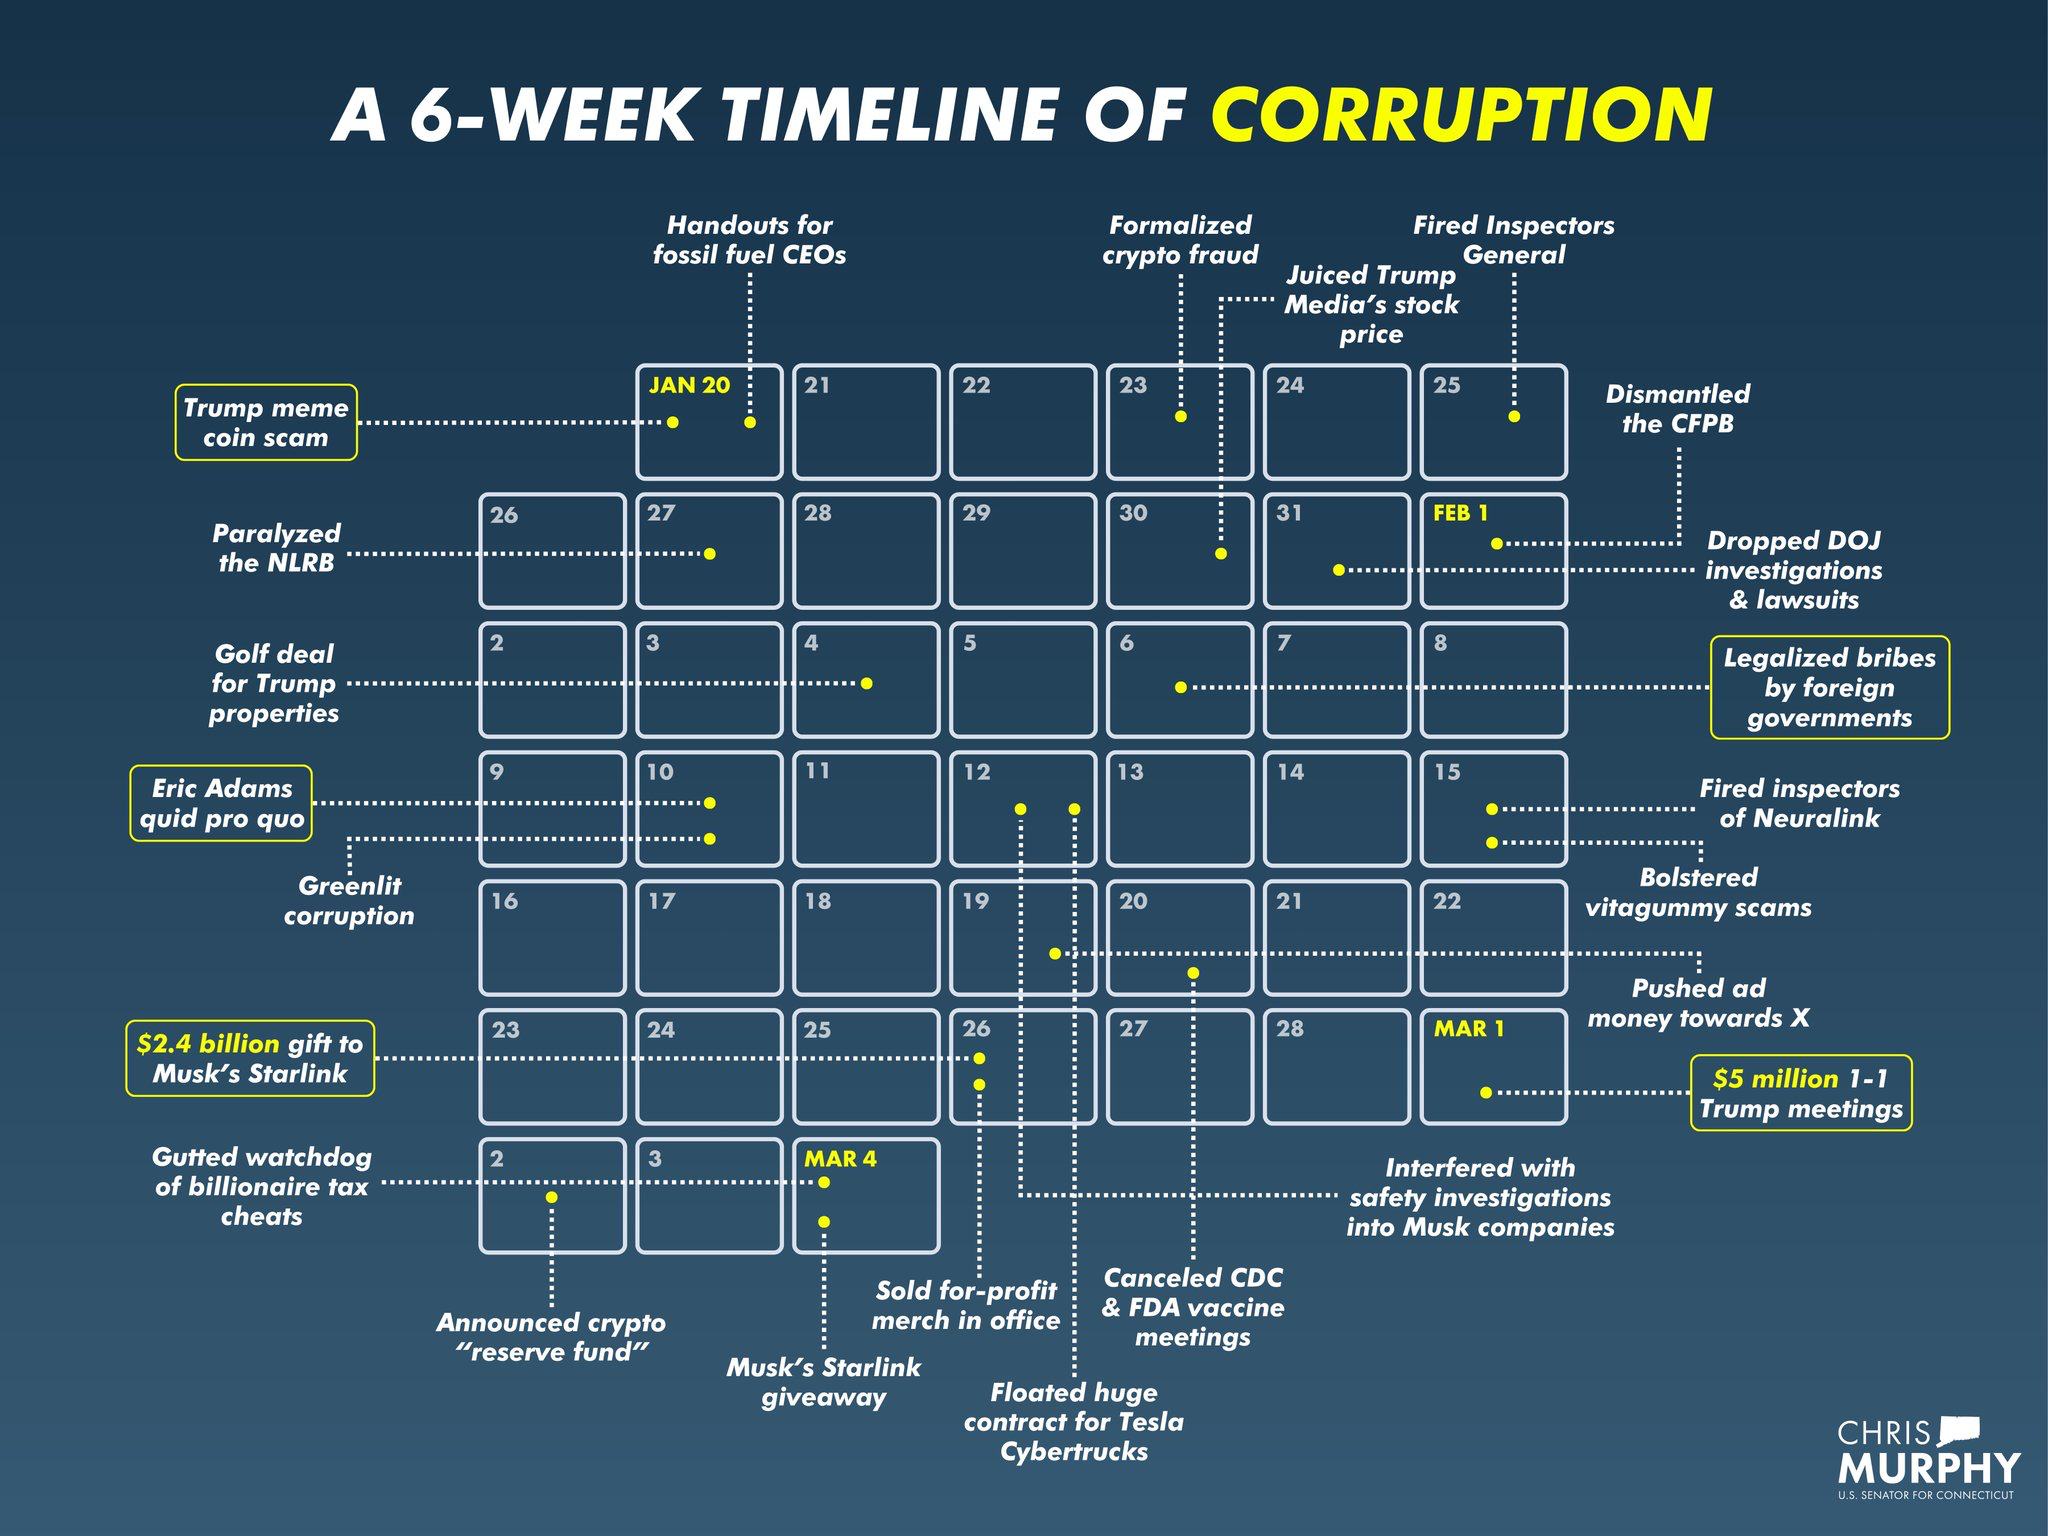 A 6-WEEK TIMELINE OF CORRUPTION
Handouts for
fossil fuel CEOs
Formalized
crypto fraud
Fired Inspectors
General
Juiced Trump
Media's stock
price
Trump meme
coin scam
JAN 20
21
22
23
24
25
Dismantled
the CFPB
Paralyzed
the NLRB
26
27
28
29
30
31
FEB 1
Dropped DOJ
investigations
& lawsuits
Golf deal
for Trump
properties
2
3
4
5
6
7
8
Legalized bribes
by foreign
governments
Eric Adams
quid pro quo
9
10
11
12
13
14
15
Fired inspectors
of Neuralink
Greenlit
corruption
Bolstered
vitagummy scams
16
17
18
19
20
21
22
Pushed ad
money towards X
$2.4 billion gift to
Musk's Starlink
23
24
25
26
27
28
MAR 1
$5 million 1-1
Trump meetings
Gutted watchdog
of billionaire tax
cheats
2
3
MAR 4
Interfered with
safety investigations
into Musk companies
Announced crypto
"reserve fund"
Musk's Starlink
giveaway
Sold for-profit
merch in office
Floated huge
contract for Tesla
Cybertrucks
Canceled CDC
& FDA vaccine
meetings
CHRIS
MURPHY
U.S. SENATOR FOR CONNECTICUT